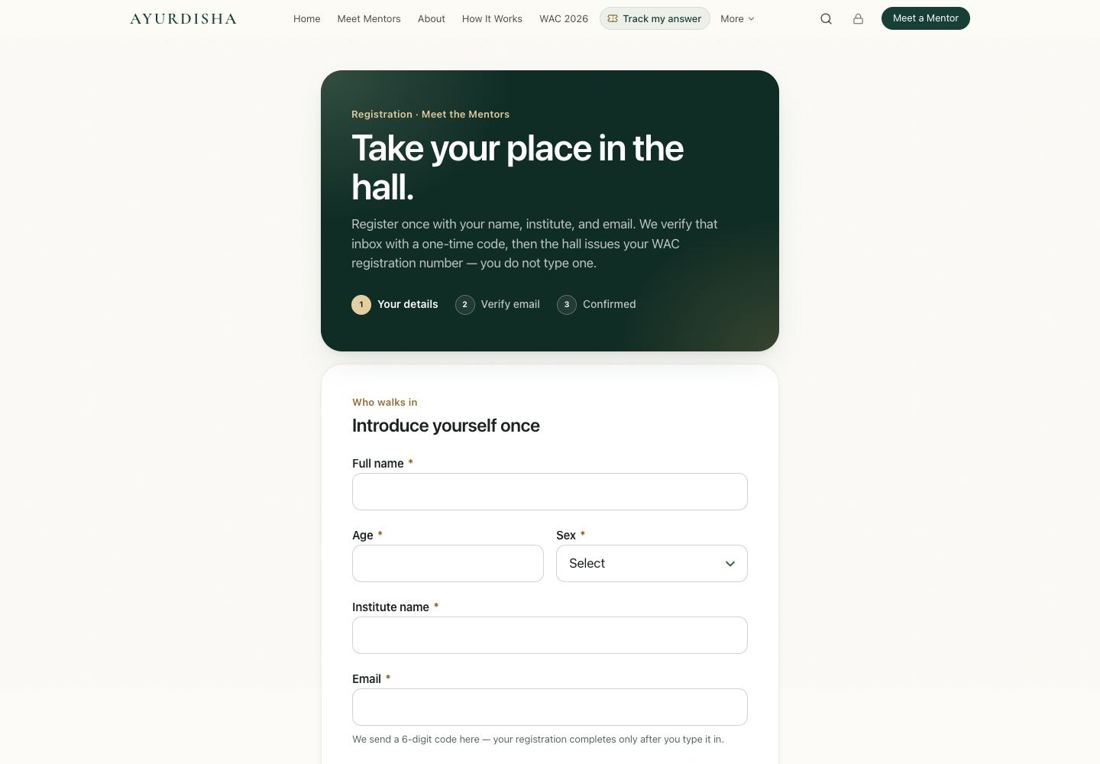 AYURDISHA
Home
Meet Mentors
About
How It Works
WAC 2026
Track my answer
More
Meet a Mentor
Registration · Meet the Mentors
Take your place in the
hall.
Register once with your name, institute, and email. We verify that
inbox with a one-time code, then the hall issues your WAC
registration number — you do not type one.
1 Your details
2 Verify email
3 Confirmed
Who walks in
Introduce yourself once
Full name *
Age *
Sex *
Select
Institute name *
Email *
We send a 6-digit code here — your registration completes only after you type it in.